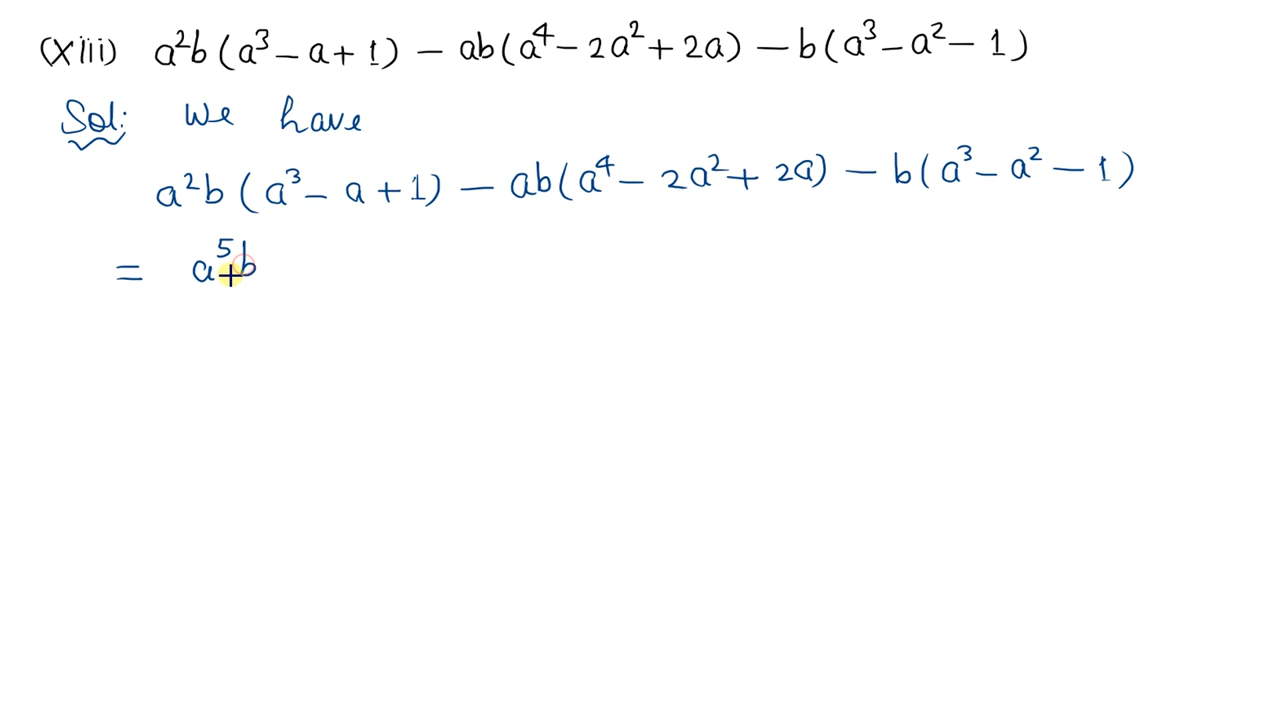 (xiii) a²b(a³ – a + 1) – ab(a⁴ – 2a² + 2a) – b(a³ – a² – 1)
Sol: We have
a²b(a³ – a + 1) – ab(a⁴ – 2a² + 2a) – b(a³ – a² – 1)
= a⁵b